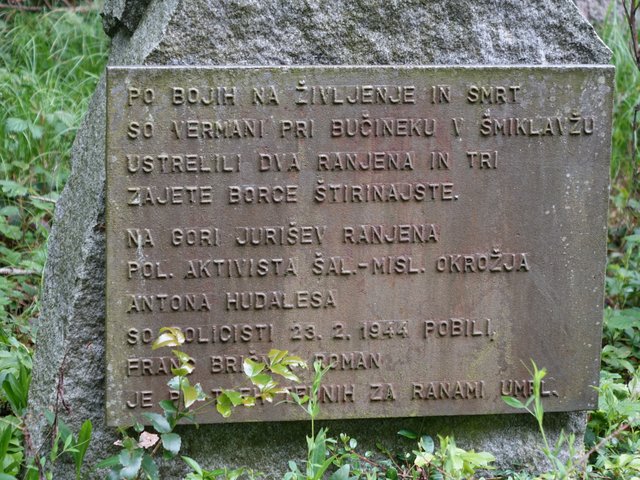 PO BOJIH NA ŽIVLJENJE IN SMRT
SO VERMANI PRI BUČINEKU V ŠMIKLAVŽU
USTRELILI DVA RANJENA IN TRI
ZAJETE BORCE ŠTIRINAJSTE.
NA GORI JURIŠEV RANJENA
POL. AKTIVISTA ŠAL.-MISL. OKROŽJA
ANTONA HUDALESA
SO POLICISTI 23. 2. 1944 POBILI,
FRANC ROMAN
JE ZA RANAMI UMRL.